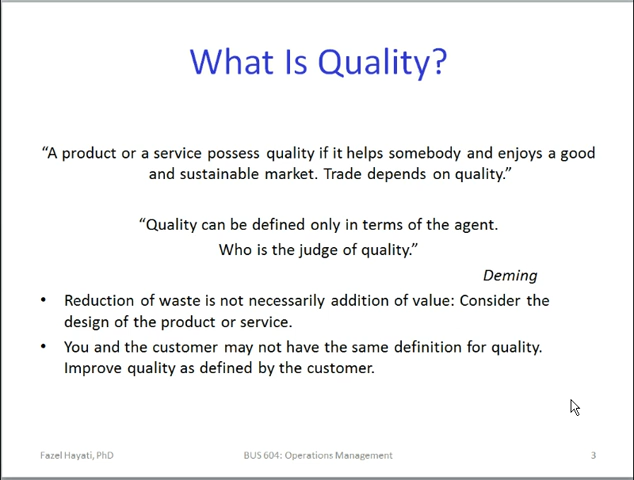 What Is Quality?
“A product or a service possess quality if it helps somebody and enjoys a good
and sustainable market. Trade depends on quality.”
“Quality can be defined only in terms of the agent.
Who is the judge of quality.”
Deming
• Reduction of waste is not necessarily addition of value: Consider the
design of the product or service.
• You and the customer may not have the same definition for quality.
Improve quality as defined by the customer.
Fazel Hayati, PhD BUS 604: Operations Management 3